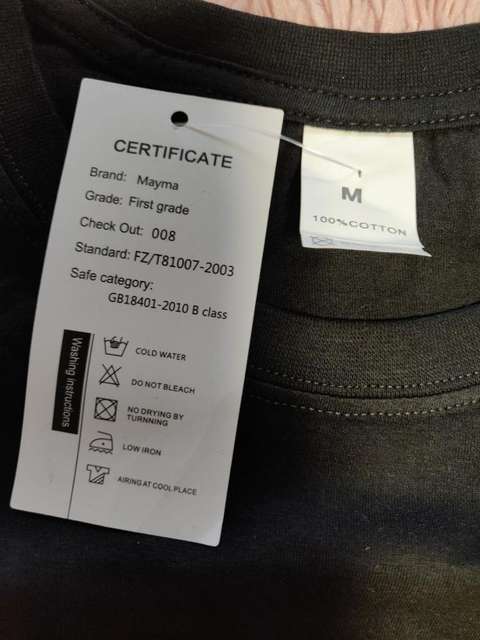 CERTIFICATE
Brand: Mayma
Grade: First grade
Check Out: 008
Standard: FZ/T81007-2003
Safe category:
GB18401-2010 B class
Washing instructions
COLD WATER
DO NOT BLEACH
NO DRYING BY
TURNNING
LOW IRON
AIRING AT COOL PLACE
M
100%COTTON